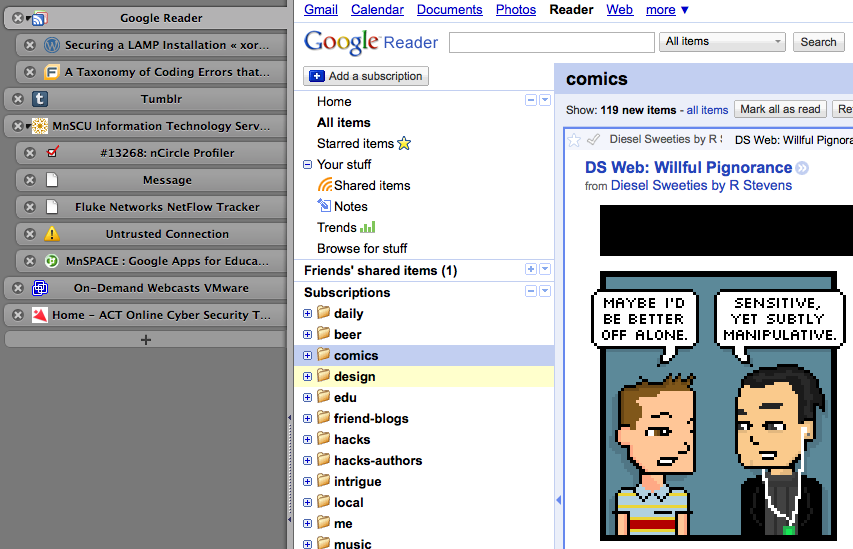 Google Reader
Securing a LAMP Installation « xor...
A Taxonomy of Coding Errors that...
Tumblr
MnSCU Information Technology Serv...
#13268: nCircle Profiler
Message
Fluke Networks NetFlow Tracker
Untrusted Connection
MnSPACE : Google Apps for Educa...
On-Demand Webcasts VMware
Home – ACT Online Cyber Security T...
+
Gmail Calendar Documents Photos Reader Web more ▼
Google Reader All items Search
Add a subscription
Home
All items
Starred items
Your stuff
Shared items
Notes
Trends
Browse for stuff
Friends' shared items (1)
Subscriptions
daily
beer
comics
design
edu
friend-blogs
hacks
hacks-authors
intrigue
local
me
music
comics
Show: 119 new items - all items Mark all as read Re
Diesel Sweeties by R S DS Web: Willful Pignora
DS Web: Willful Pignorance »
from Diesel Sweeties by R Stevens
MAYBE I'D
BE BETTER
OFF ALONE.
SENSITIVE,
YET SUBTLY
MANIPULATIVE.